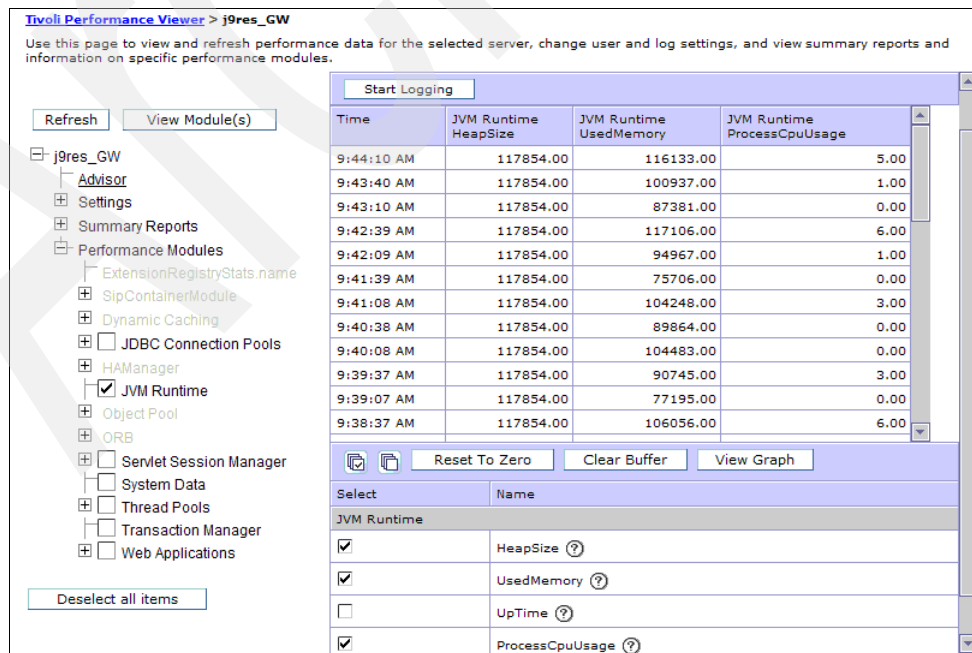 Tivoli Performance Viewer > j9res_GW
Use this page to view and refresh performance data for the selected server, change user and log settings, and view summary reports and
information on specific performance modules.
Refresh View Module(s)
j9res_GW
Advisor
Settings
Summary Reports
Performance Modules
ExtensionRegistryStats.name
SipContainerModule
Dynamic Caching
JDBC Connection Pools
HAManager
JVM Runtime
Object Pool
ORB
Servlet Session Manager
System Data
Thread Pools
Transaction Manager
Web Applications
Deselect all items
Start Logging
Time JVM Runtime HeapSize JVM Runtime UsedMemory JVM Runtime ProcessCpuUsage
9:44:10 AM 117854.00 116133.00 5.00
9:43:40 AM 117854.00 100937.00 1.00
9:43:10 AM 117854.00 87381.00 0.00
9:42:39 AM 117854.00 117106.00 6.00
9:42:09 AM 117854.00 94967.00 1.00
9:41:39 AM 117854.00 75706.00 0.00
9:41:08 AM 117854.00 104248.00 3.00
9:40:38 AM 117854.00 89864.00 0.00
9:40:08 AM 117854.00 104483.00 0.00
9:39:37 AM 117854.00 90745.00 3.00
9:39:07 AM 117854.00 77195.00 0.00
9:38:37 AM 117854.00 106056.00 6.00
Reset To Zero Clear Buffer View Graph
Select Name
JVM Runtime
HeapSize ?
UsedMemory ?
UpTime ?
ProcessCpuUsage ?